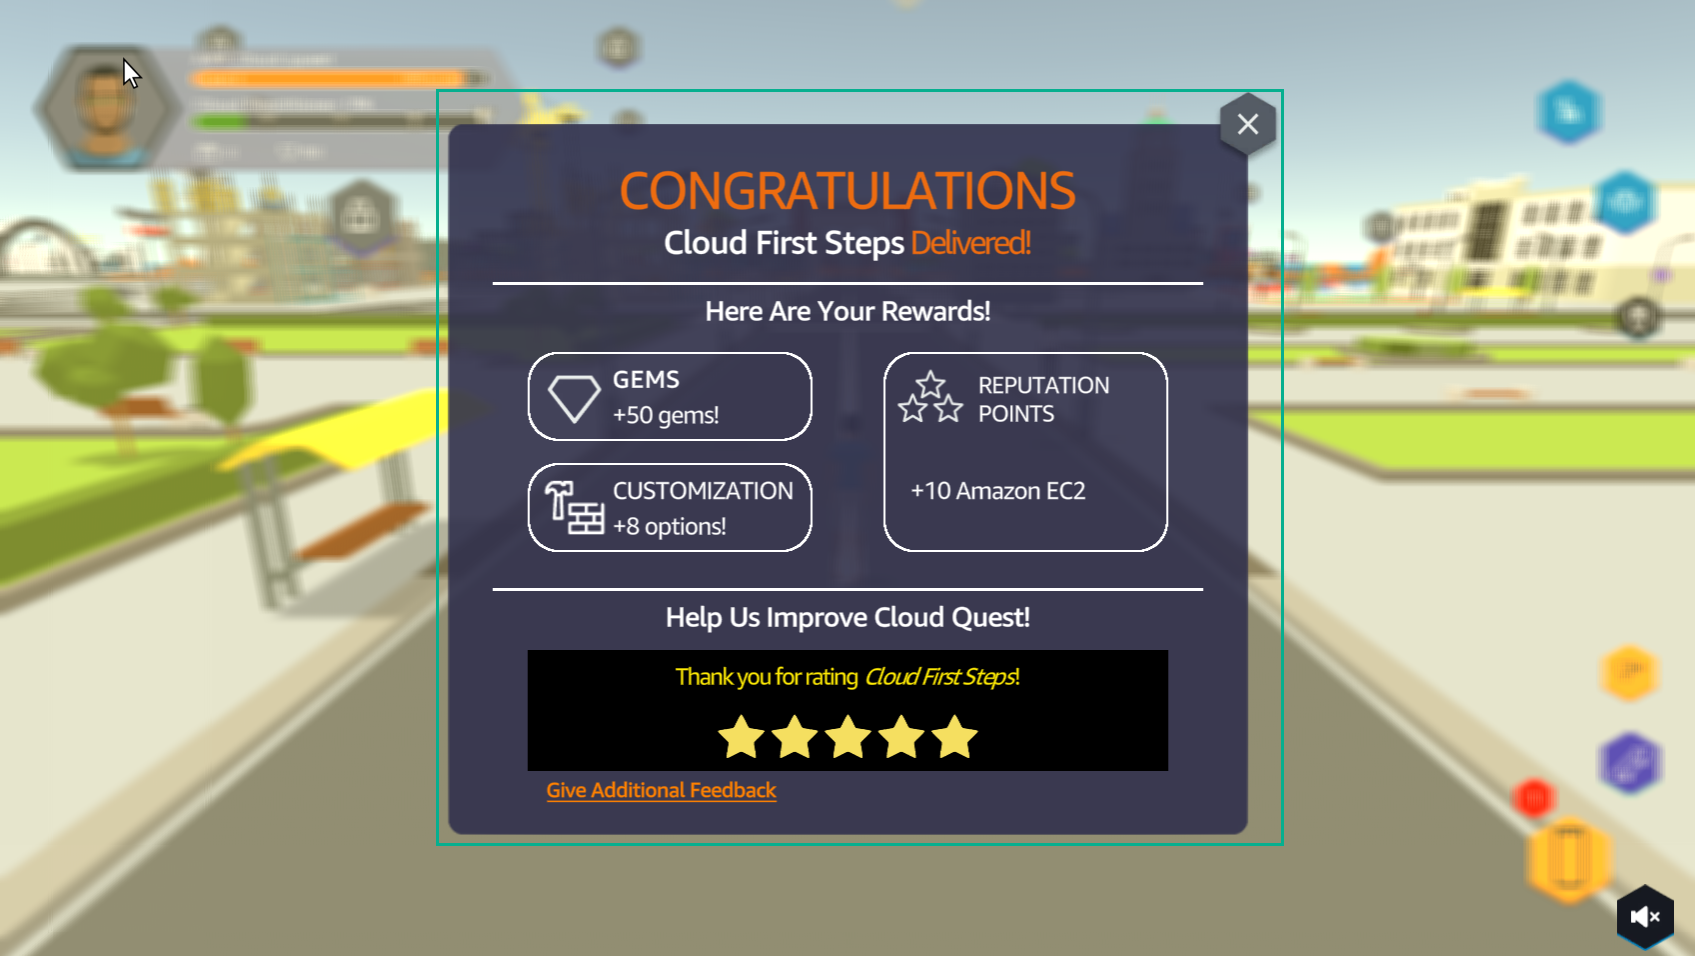 CONGRATULATIONS
Cloud First Steps Delivered!
Here Are Your Rewards!
GEMS
+50 gems!
CUSTOMIZATION
+8 options!
REPUTATION
POINTS
+10 Amazon EC2
Help Us Improve Cloud Quest!
Thank you for rating Cloud First Steps!
Give Additional Feedback